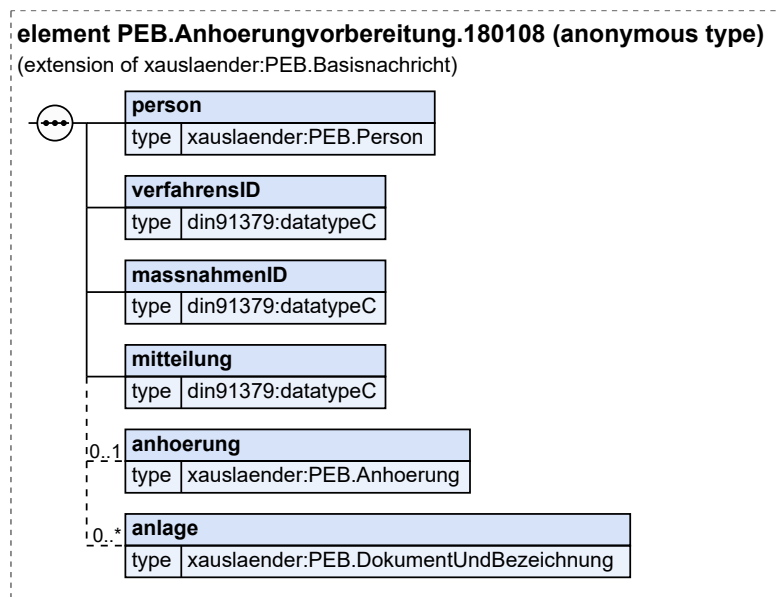 element PEB.Anhoerungvorbereitung.180108 (anonymous type)
(extension of xauslaender:PEB.Basisnachricht)
person
type xauslaender:PEB.Person
verfahrensID
type din91379:datatypeC
massnahmenID
type din91379:datatypeC
mitteilung
type din91379:datatypeC
0..1 anhoerung
type xauslaender:PEB.Anhoerung
0..* anlage
type xauslaender:PEB.DokumentUndBezeichnung